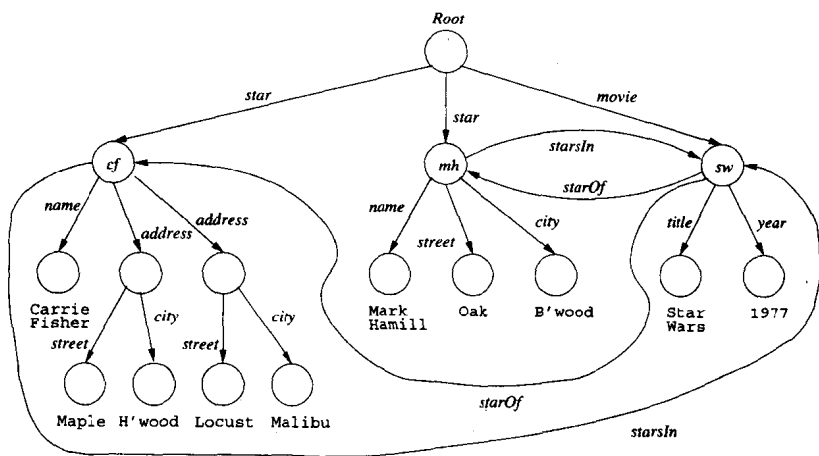 Root
star
star
movie
cf
mh
sw
starsIn
starOf
name
address
address
name
street
city
title
year
Carrie
Fisher
Mark
Hamill
Oak
B'wood
Star
Wars
1977
street
city
street
city
Maple
H'wood
Locust
Malibu
starOf
starsIn